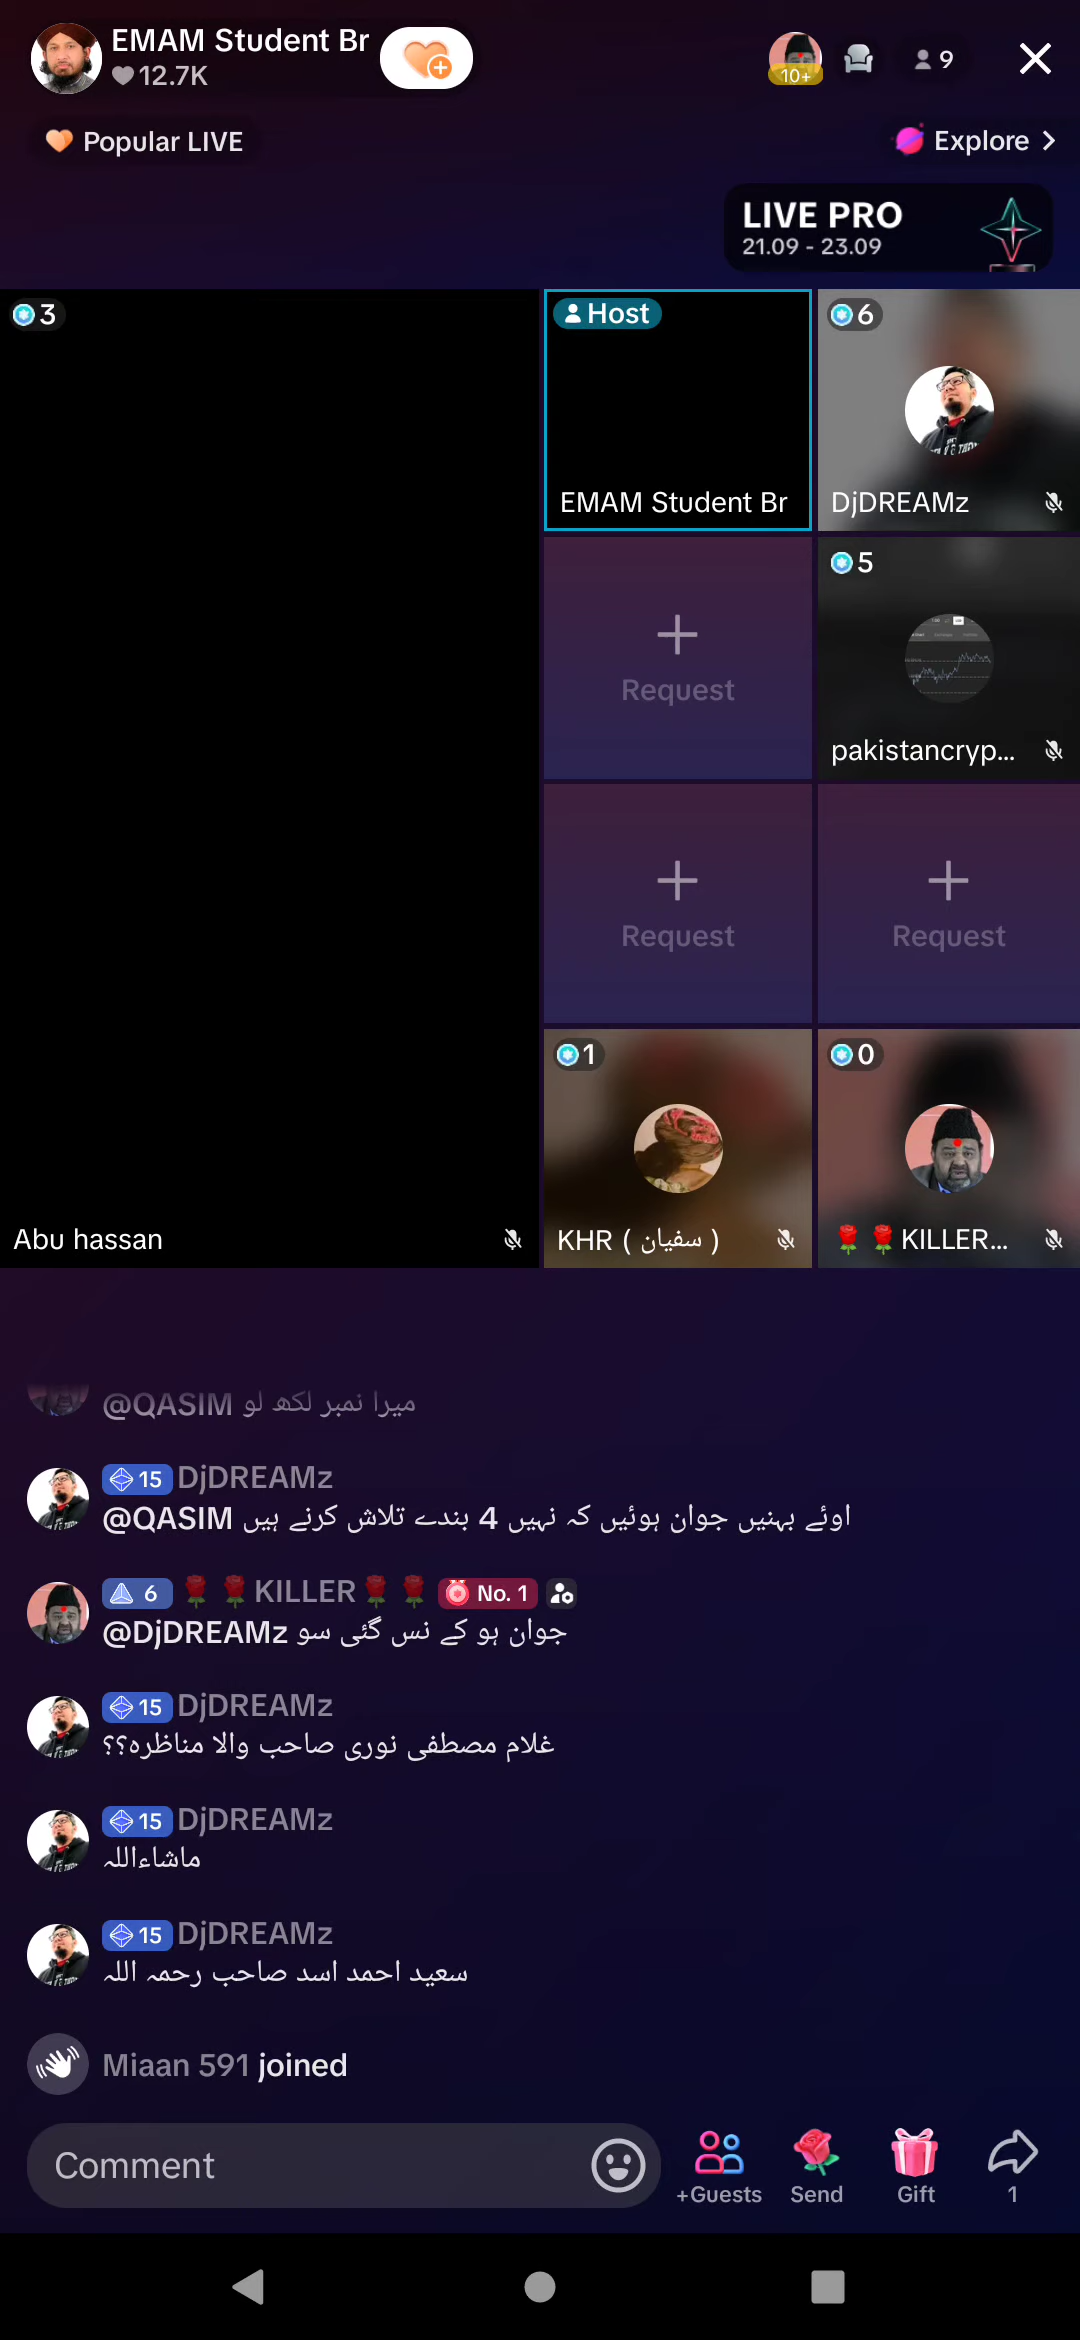 EMAM Student Br
12.7K
10+
9
Popular LIVE
Explore
LIVE PRO
21.09 - 23.09
3
Host
EMAM Student Br
6
DjDREAMz
Request
5
pakistancryp...
Request
Request
Abu hassan
1
KHR ( سفیان )
0
🌹🌹KILLER...
@QASIM میرا نمبر لکھ لو
15 DjDREAMz
@QASIM اوئے بہنیں جوان ہوئیں کہ نہیں 4 بندے تلاش کرنے ہیں
6 🌹🌹KILLER🌹🌹 No. 1
@DjDREAMz جوان ہو کے نس گئی سو
15 DjDREAMz
غلام مصطفی نوری صاحب والا مناظرہ؟؟
15 DjDREAMz
ماشاءاللہ
15 DjDREAMz
سعید احمد اسد صاحب رحمہ اللہ
Miaan 591 joined
Comment
+Guests
Send
Gift
1